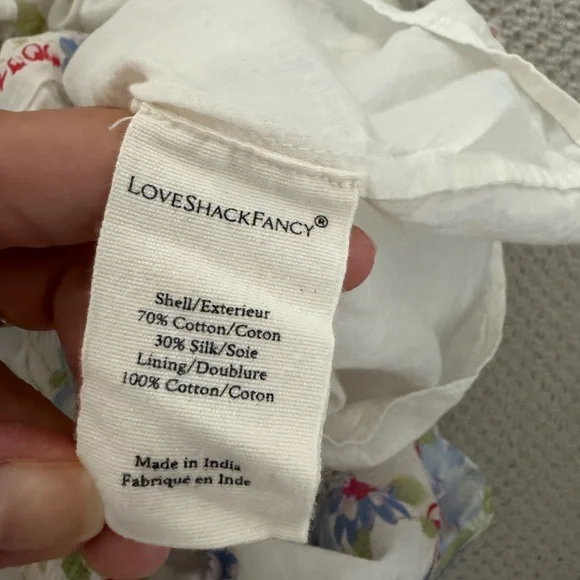 LOVESHACKFANCY®
Shell/Exterieur
70% Cotton/Coton
30% Silk/Soie
Lining/Doublure
100% Cotton/Coton
Made in India
Fabriqué en Inde